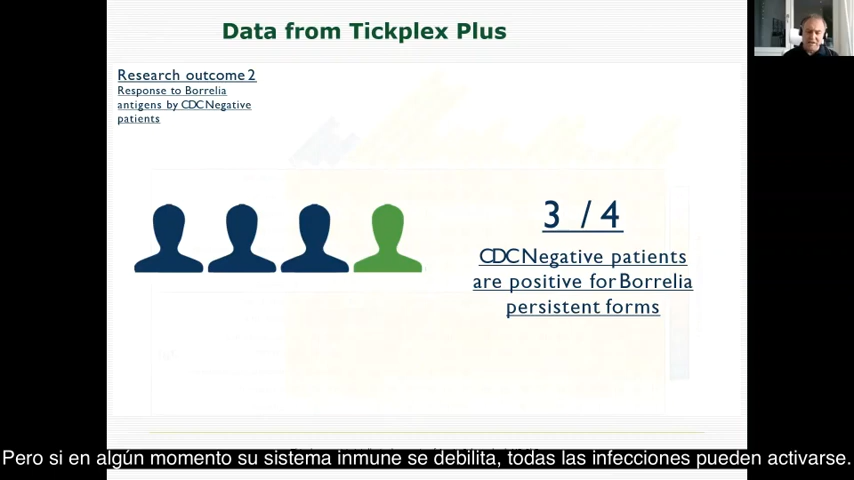 Data from Tickplex Plus
Research outcome 2
Response to Borrelia
antigens by CDC Negative
patients
3 / 4
CDC Negative patients
are positive for Borrelia
persistent forms
Pero si en algún momento su sistema inmune se debilita, todas las infecciones pueden activarse.